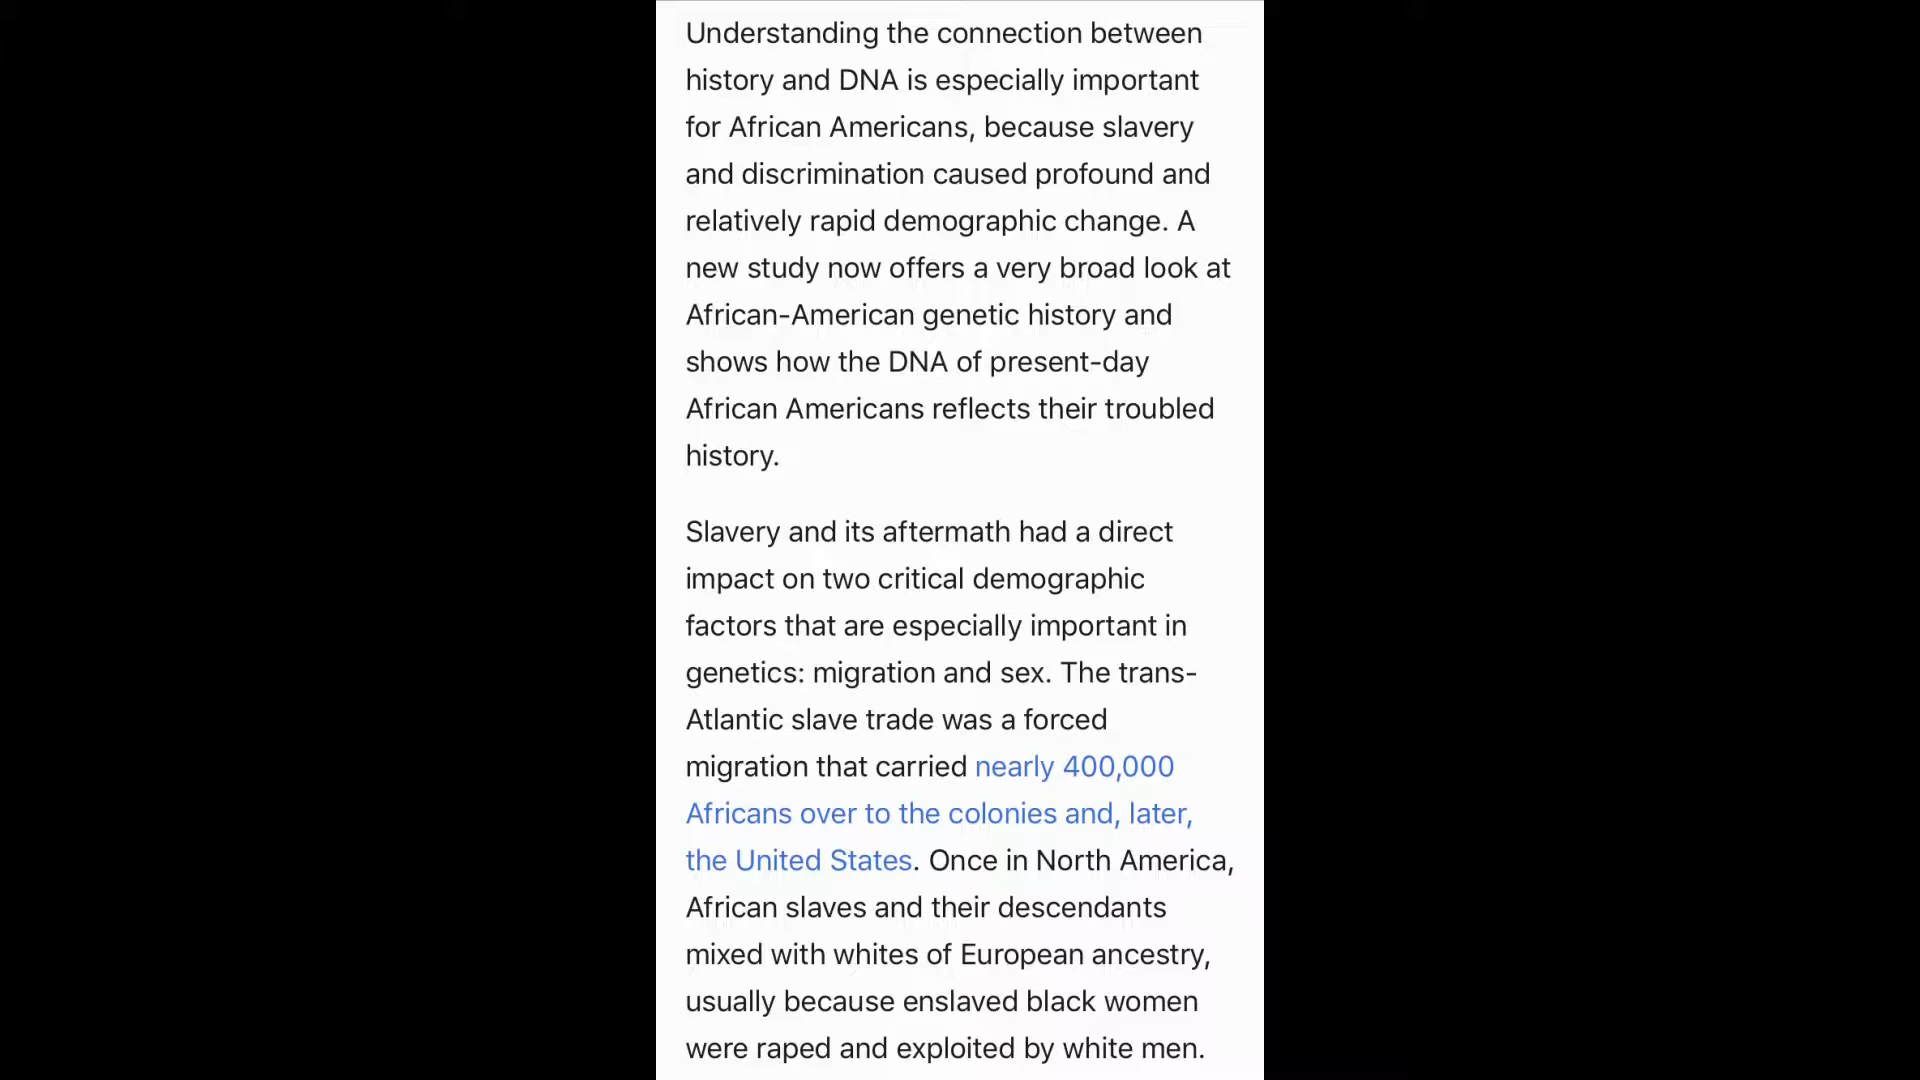 Understanding the connection between
history and DNA is especially important
for African Americans, because slavery
and discrimination caused profound and
relatively rapid demographic change. A
new study now offers a very broad look at
African-American genetic history and
shows how the DNA of present-day
African Americans reflects their troubled
history.
Slavery and its aftermath had a direct
impact on two critical demographic
factors that are especially important in
genetics: migration and sex. The trans-
Atlantic slave trade was a forced
migration that carried nearly 400,000
Africans over to the colonies and, later,
the United States. Once in North America,
African slaves and their descendants
mixed with whites of European ancestry,
usually because enslaved black women
were raped and exploited by white men.